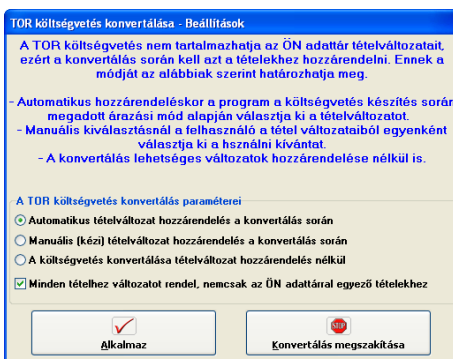 TOR költségvetés konvertálása - Beállítások
A TOR költségvetés nem tartalmazhatja az ÖN adattár tételváltozatait,
ezért a konvertálás során kell azt a tételekhez hozzárendelni. Ennek a
módját az alábbiak szerint határozhatja meg.
- Automatikus hozzárendeléskor a program a költségvetés készítés során
megadott árazási mód alapján választja ki a tételváltozatot.
- Manuális kiválasztásnál a felhasználó a tétel változataiból egyenként
választja ki a hsználni kívántat.
- A konvertálás lehetséges változatok hozzárendelése nélkül is.
A TOR költségvetés konvertálás paraméterei
Automatikus tételváltozat hozzárendelés a konvertálás során
Manuális (kézi) tételváltozat hozzárendelés a konvertálás során
A költségvetés konvertálása tételváltozat hozzárendelés nélkül
Minden tételhez változatot rendel, nemcsak az ÖN adattárral egyező tételekhez
STOP
Alkalmaz
Konvertálás megszakítása